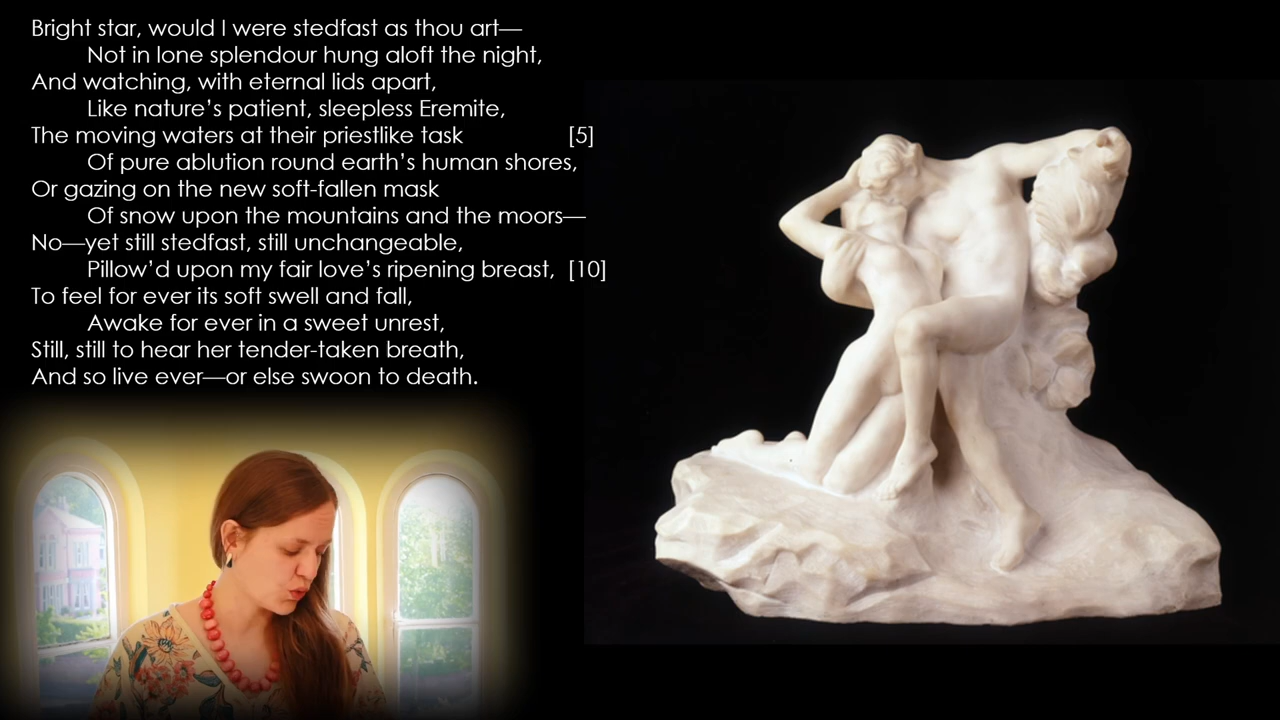 Bright star, would I were stedfast as thou art—
Not in lone splendour hung aloft the night,
And watching, with eternal lids apart,
Like nature’s patient, sleepless Eremite,
The moving waters at their priestlike task [5]
Of pure ablution round earth’s human shores,
Or gazing on the new soft-fallen mask
Of snow upon the mountains and the moors—
No—yet still stedfast, still unchangeable,
Pillow’d upon my fair love’s ripening breast, [10]
To feel for ever its soft swell and fall,
Awake for ever in a sweet unrest,
Still, still to hear her tender-taken breath,
And so live ever—or else swoon to death.